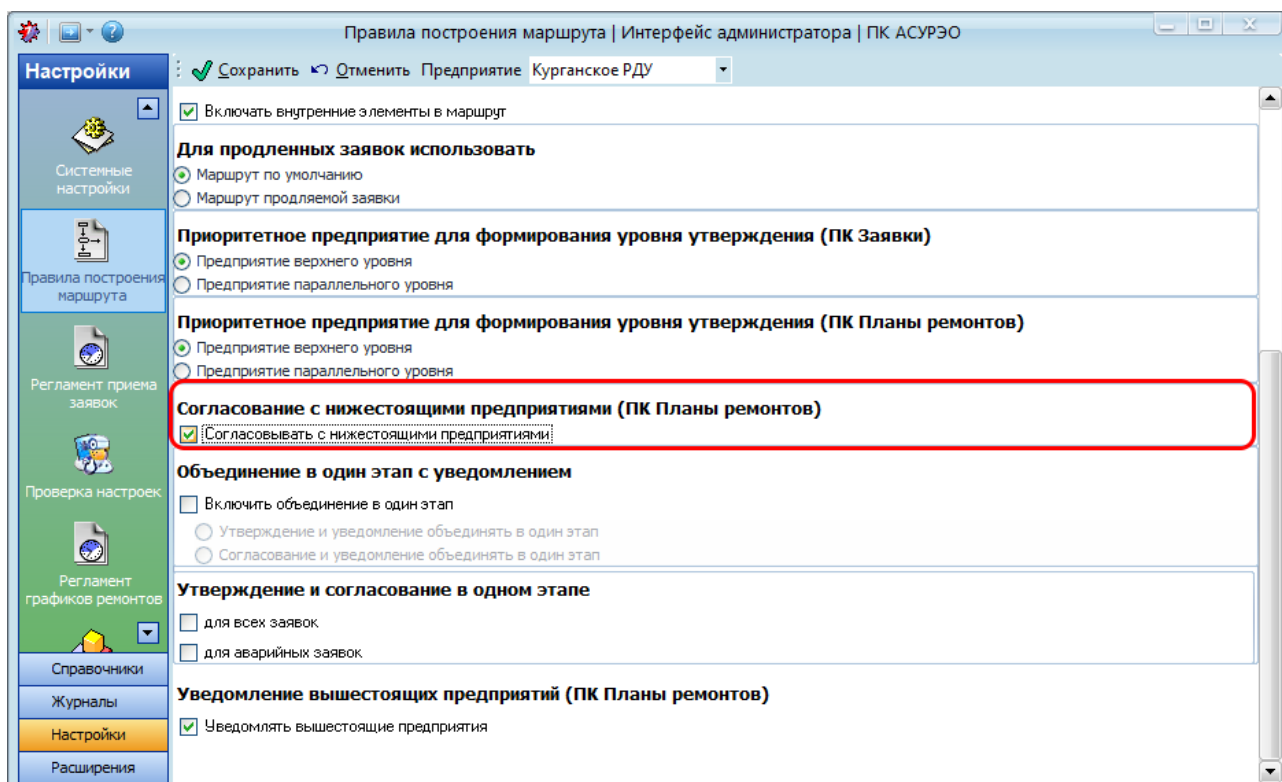 Правила построения маршрута | Интерфейс администратора | ПК АСУРЭО
Настройки
Сохранить Отменить Предприятие Курганское РДУ
Системные
настройки
Правила построения
маршрута
Регламент приема
заявок
Проверка настроек
Регламент
графиков ремонтов
Справочники
Журналы
Настройки
Расширения
Включать внутренние элементы в маршрут
Для продленных заявок использовать
Маршрут по умолчанию
Маршрут продляемой заявки
Приоритетное предприятие для формирования уровня утверждения (ПК Заявки)
Предприятие верхнего уровня
Предприятие параллельного уровня
Приоритетное предприятие для формирования уровня утверждения (ПК Планы ремонтов)
Предприятие верхнего уровня
Предприятие параллельного уровня
Согласование с нижестоящими предприятиями (ПК Планы ремонтов)
Согласовывать с нижестоящими предприятиями
Объединение в один этап с уведомлением
Включить объединение в один этап
Утверждение и уведомление объединять в один этап
Согласование и уведомление объединять в один этап
Утверждение и согласование в одном этапе
для всех заявок
для аварийных заявок
Уведомление вышестоящих предприятий (ПК Планы ремонтов)
Уведомлять вышестоящие предприятия